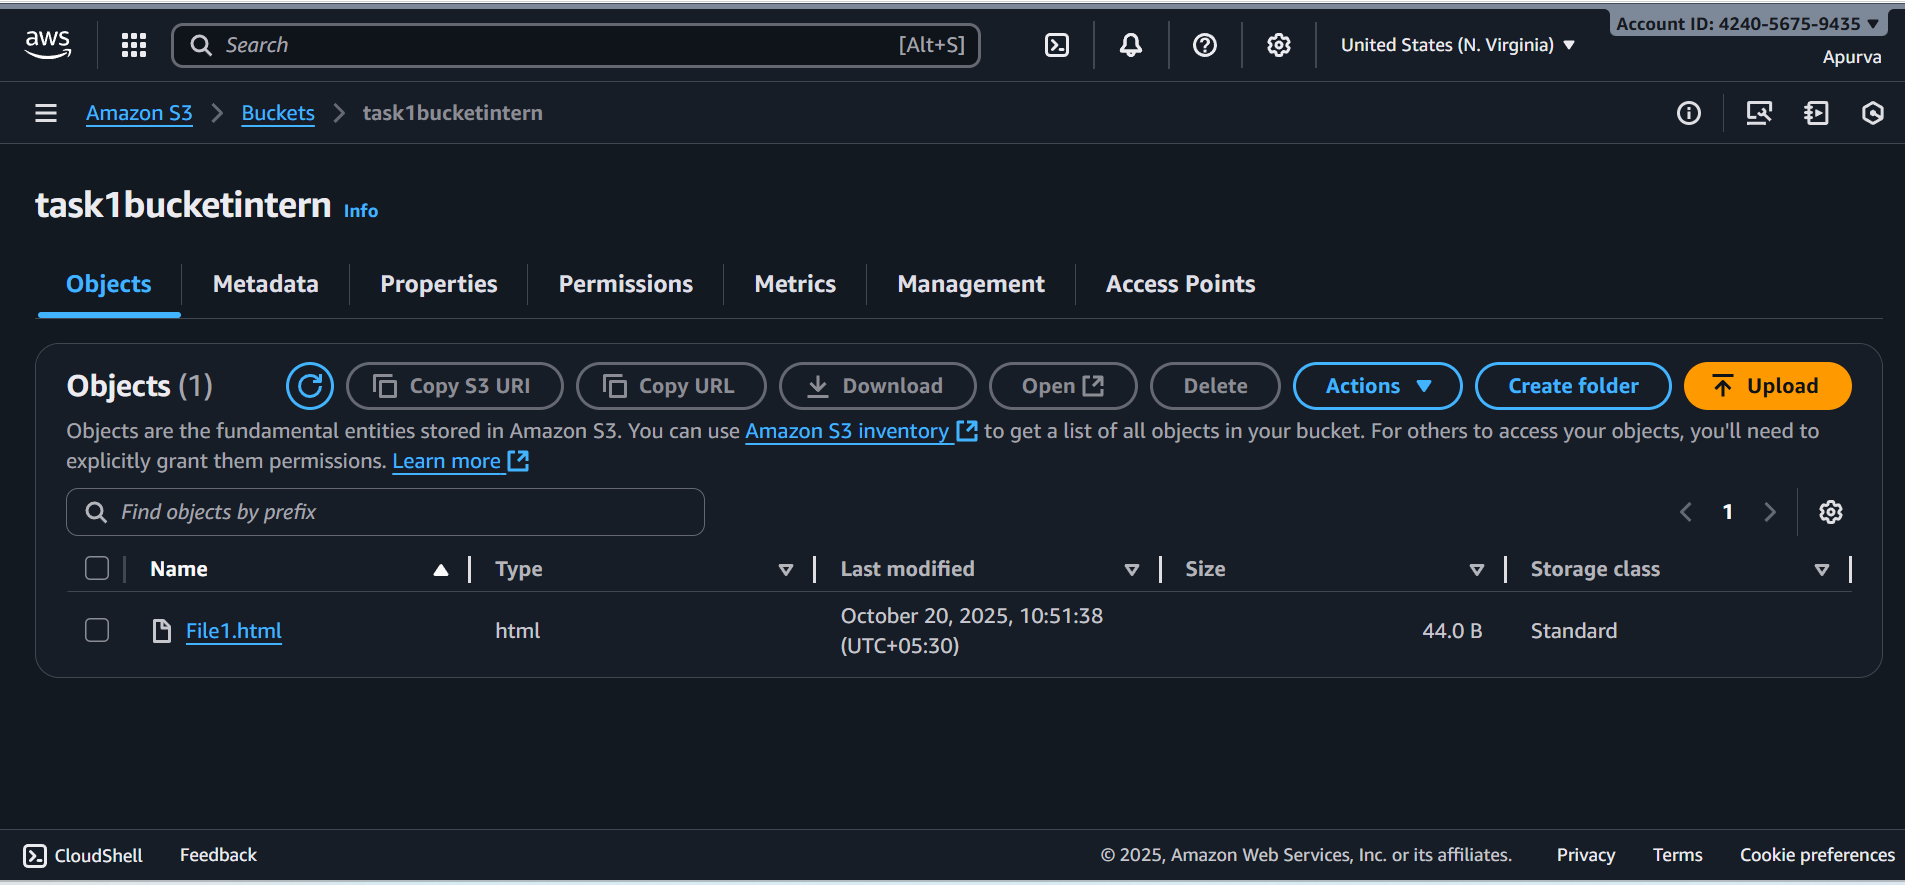 aws
Search [Alt+S]
United States (N. Virginia)
Account ID: 4240-5675-9435
Apurva
Amazon S3 Buckets task1bucketintern
task1bucketintern Info
Objects Metadata Properties Permissions Metrics Management Access Points
Objects (1) Copy S3 URI Copy URL Download Open Delete Actions Create folder Upload
Objects are the fundamental entities stored in Amazon S3. You can use Amazon S3 inventory to get a list of all objects in your bucket. For others to access your objects, you'll need to
explicitly grant them permissions. Learn more
Find objects by prefix
1
Name Type Last modified Size Storage class
File1.html html October 20, 2025, 10:51:38 44.0 B Standard
(UTC+05:30)
CloudShell Feedback © 2025, Amazon Web Services, Inc. or its affiliates. Privacy Terms Cookie preferences